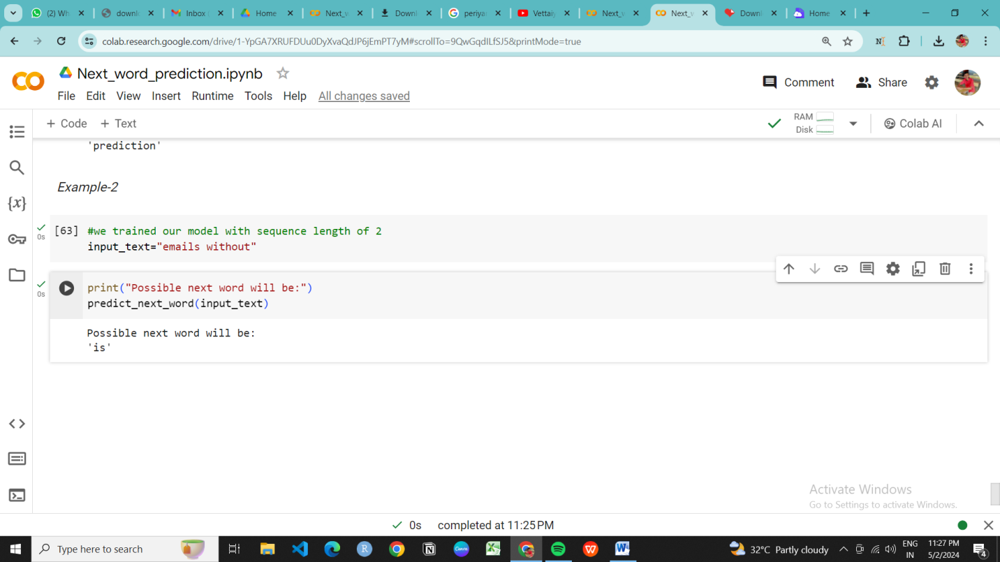 (2) Wh
downl
Inbox (
Home
Next_w
Downl
periya
Vettaiy
Next_w
Next_w
Downl
Home
colab.research.google.com/drive/1-YpGA7XRUFDUu0DyXvaQdJP6jEmPT7yM#scrollTo=9QwGqdILfSJ5&printMode=true
Next_word_prediction.ipynb
Comment
Share
File Edit View Insert Runtime Tools Help All changes saved
+ Code + Text
RAM
Disk
Colab AI
'prediction'
Example-2
0s
[63] #we trained our model with sequence length of 2
input_text="emails without"
0s
print("Possible next word will be:")
predict_next_word(input_text)
Possible next word will be:
'is'
Activate Windows
Go to Settings to activate Windows.
0s completed at 11:25 PM
Type here to search
32°C Partly cloudy
ENG
IN
11:27 PM
5/2/2024
4